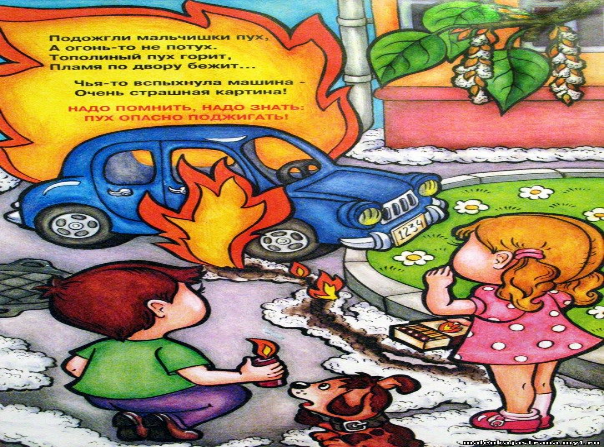 Подожгли мальчишки пух,
А огонь-то не потух.
Тополиный пух горит,
Пламя по двору бежит...
Чья-то вспыхнула машина -
Очень страшная картина!
НАДО ПОМНИТЬ, НАДО ЗНАТЬ:
ПУХ ОПАСНО ПОДЖИГАТЬ!
1234